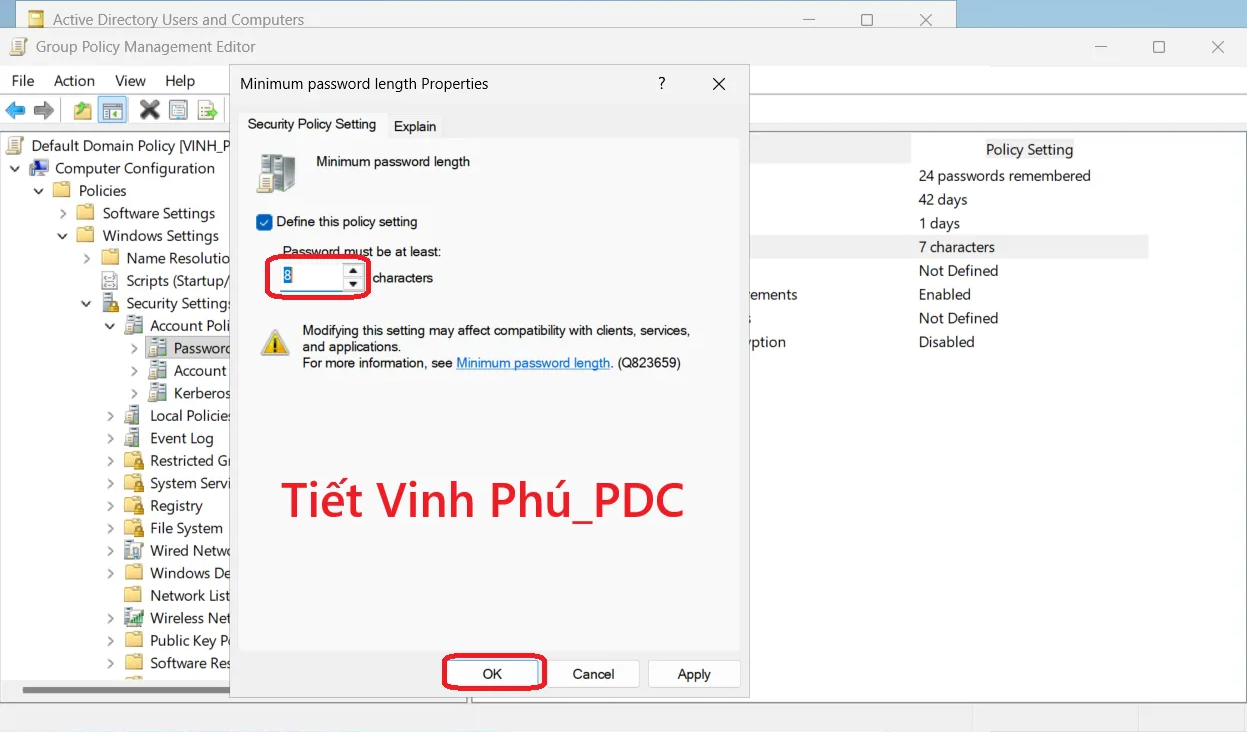 Active Directory Users and Computers
Group Policy Management Editor
File Action View Help
Default Domain Policy [VINH_P
Computer Configuration
Policies
Software Settings
Windows Settings
Name Resolutio
Scripts (Startup/
Security Settings
Account Poli
Password
Account
Kerberos
Local Policies
Event Log
Restricted Gr
System Servi
Registry
File System
Wired Netwo
Windows De
Network List
Wireless Net
Public Key Po
Software Res
Minimum password length Properties
?
Security Policy Setting
Explain
Minimum password length
Define this policy setting
Password must be at least:
8 characters
Modifying this setting may affect compatibility with clients, services,
and applications.
For more information, see Minimum password length. (Q823659)
Tiết Vinh Phú_PDC
OK Cancel Apply
Policy Setting
24 passwords remembered
42 days
1 days
7 characters
Not Defined
ements Enabled
Not Defined
ption Disabled